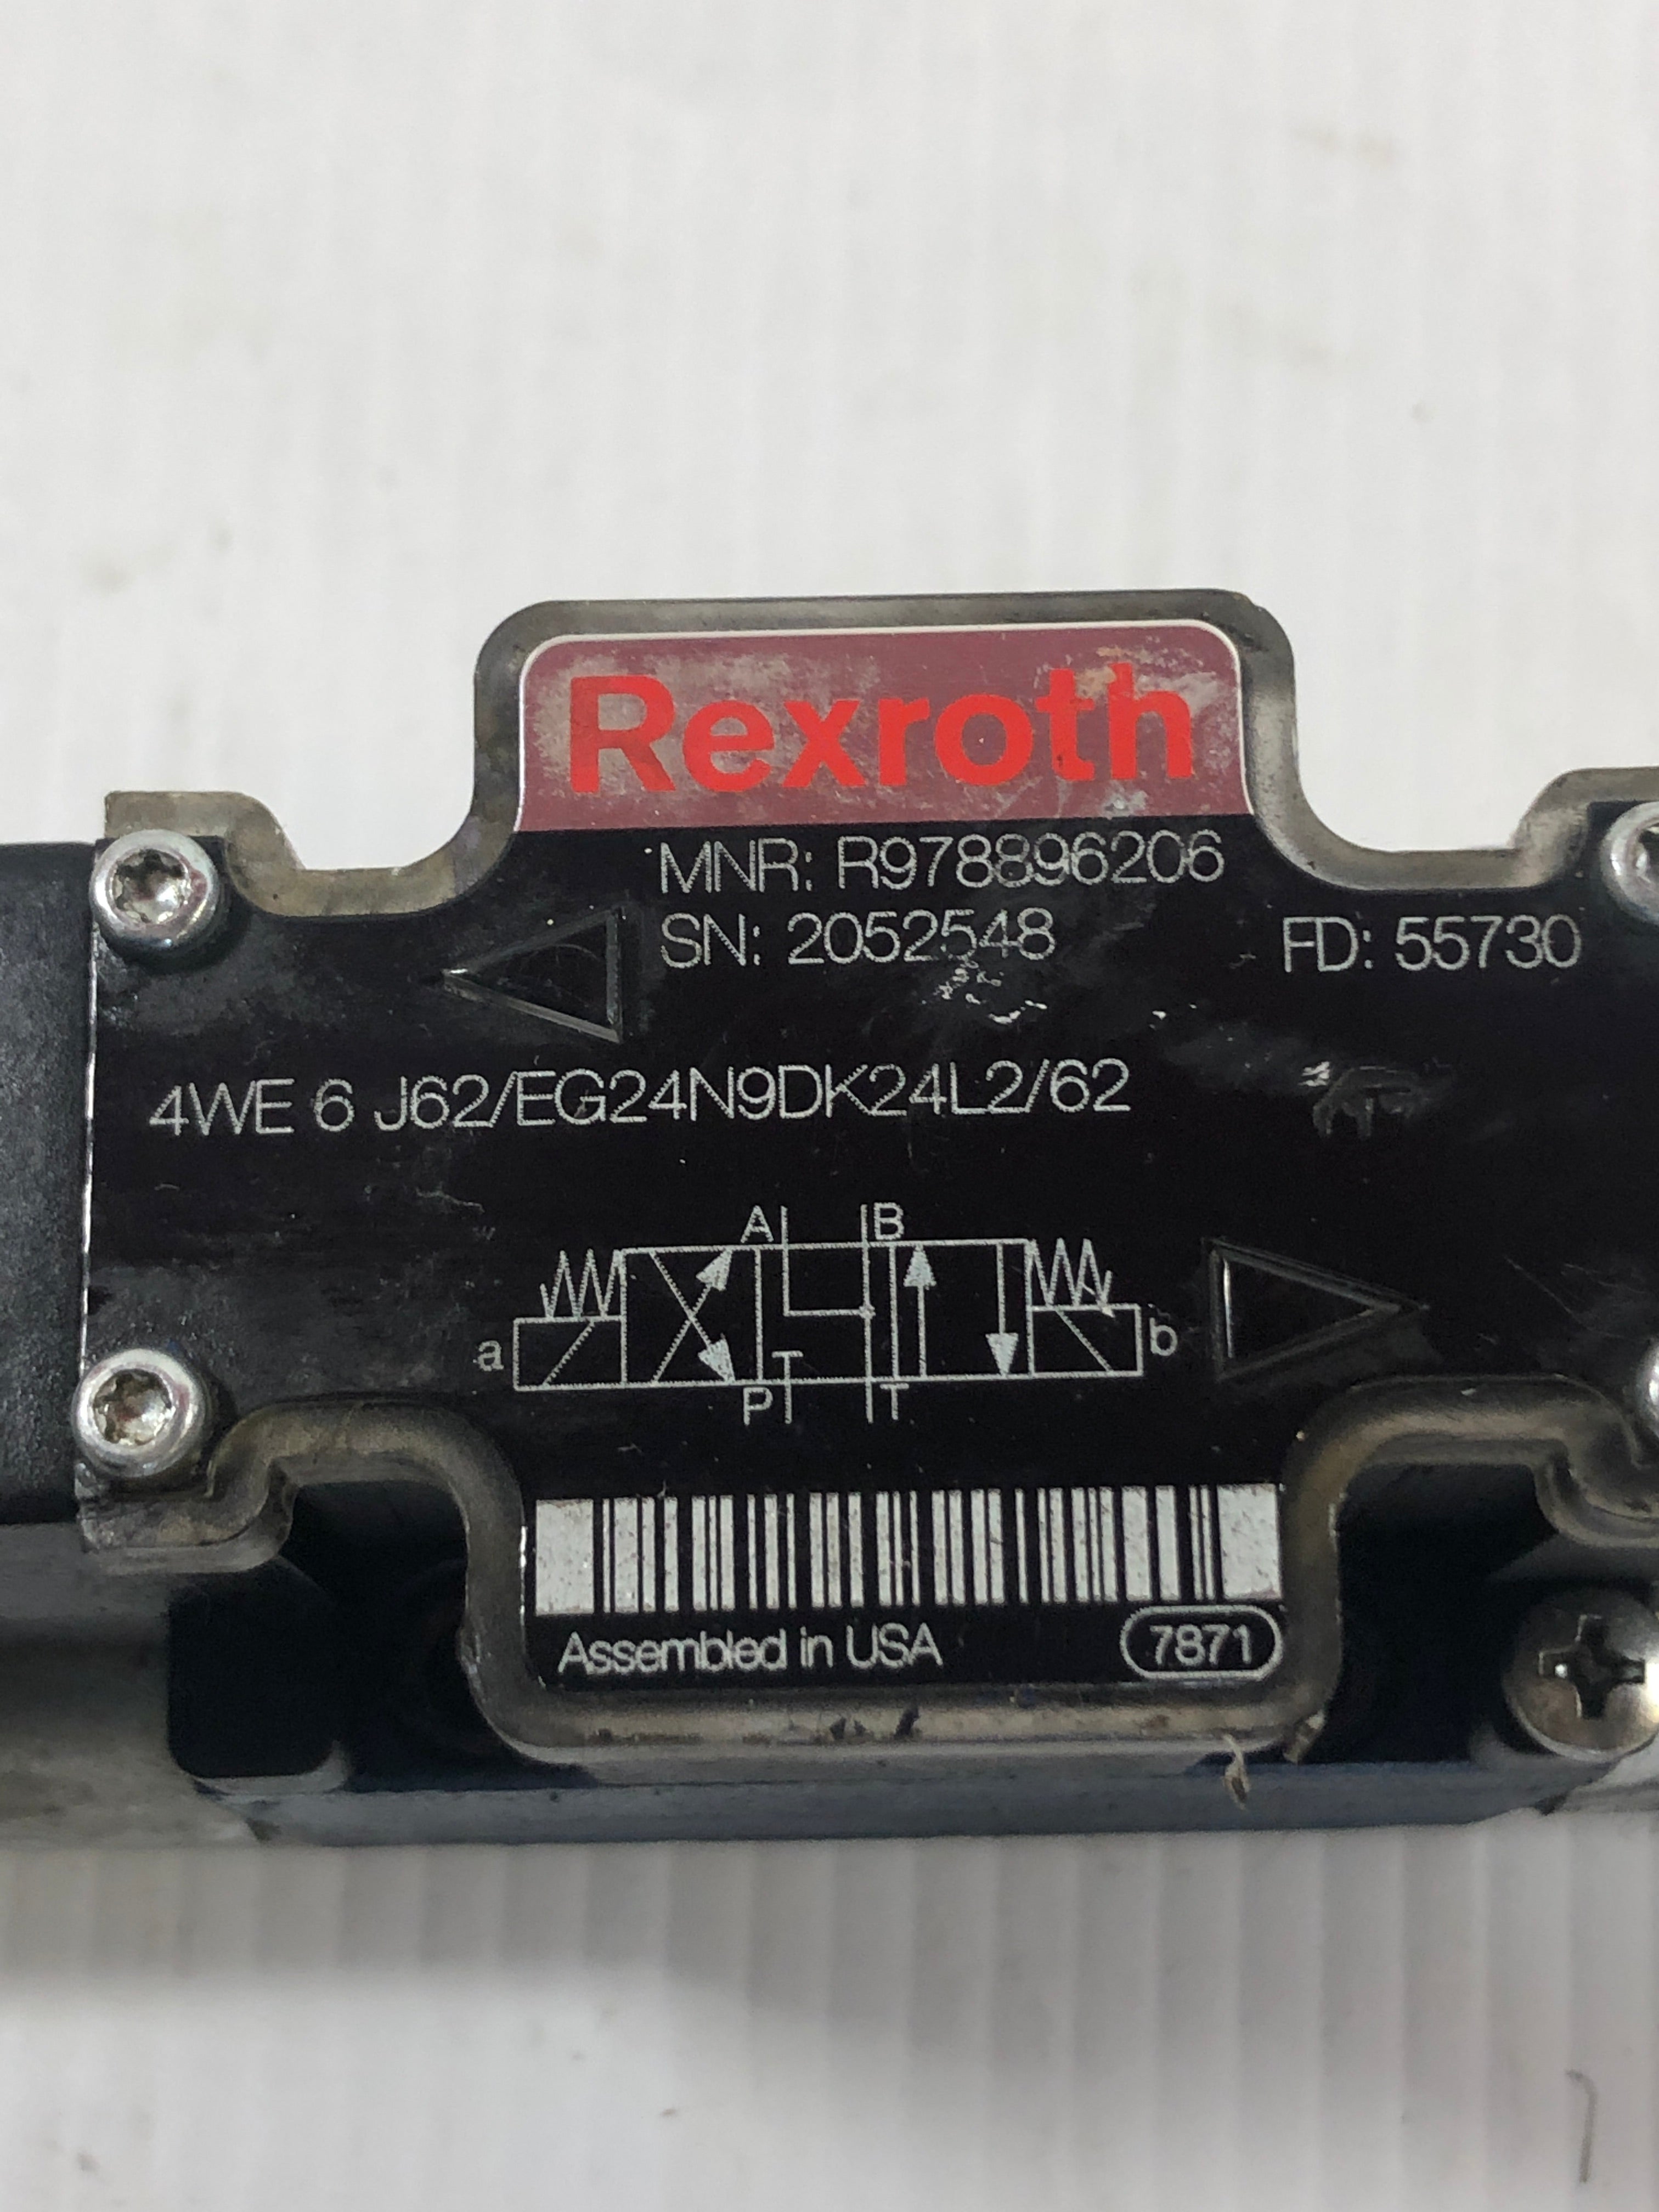 Rexroth
MNR: R978896206
SN: 2052548 FD: 55730
4WE 6 J62/EG24N9DK24L2/62
A B
a b
T
P T
Assembled in USA 7871